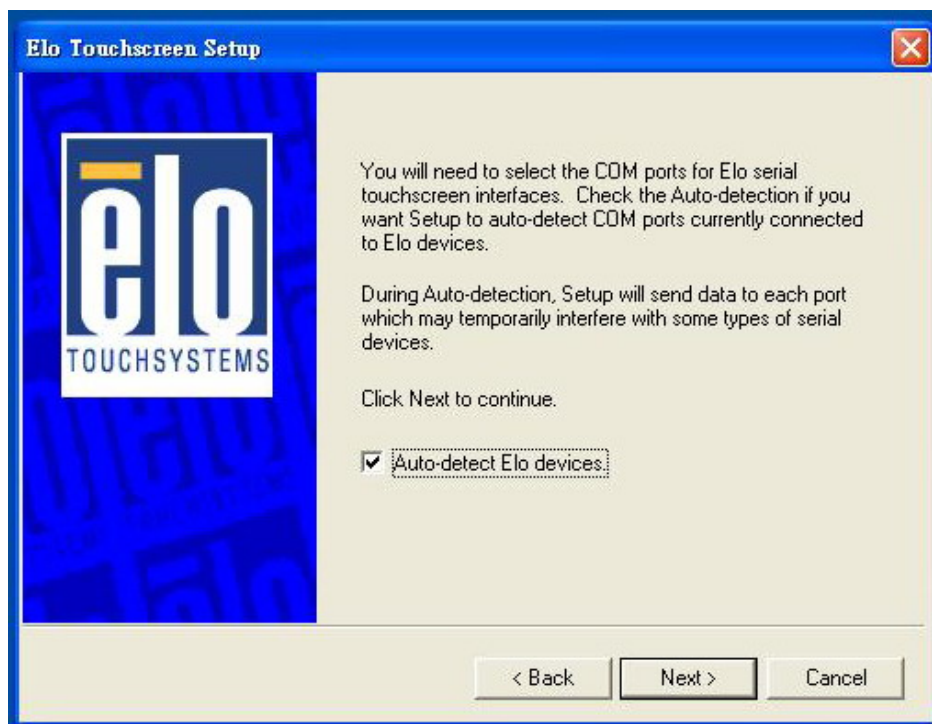 Elo Touchscreen Setup
elo
TOUCHSYSTEMS
You will need to select the COM ports for Elo serial
touchscreen interfaces. Check the Auto-detection if you
want Setup to auto-detect COM ports currently connected
to Elo devices.
During Auto-detection, Setup will send data to each port
which may temporarily interfere with some types of serial
devices.
Click Next to continue.
Auto-detect Elo devices.
< Back
Next >
Cancel